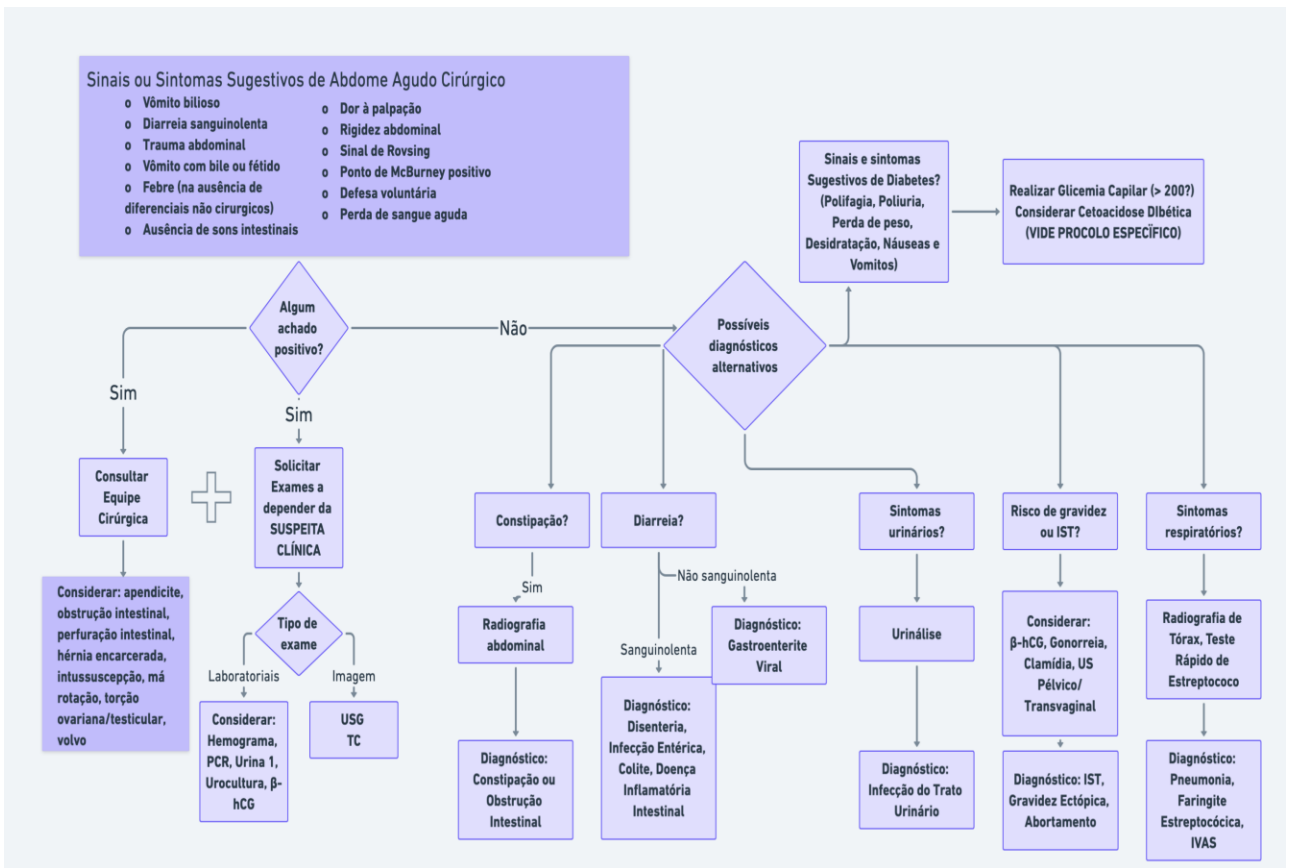 Sinais ou Sintomas Sugestivos de Abdome Agudo Cirúrgico
o Vômito bilioso
o Diarreia sanguinolenta
o Trauma abdominal
o Vômito com bile ou fétido
o Febre (na ausência de
diferenciais não cirurgicos)
o Ausência de sons intestinais
o Dor à palpação
o Rigidez abdominal
o Sinal de Rovsing
o Ponto de McBurney positivo
o Defesa voluntária
o Perda de sangue aguda
Algum
achado
positivo?
Sim
Sim
Não
Consultar
Equipe
Cirúrgica
Considerar: apendicite,
obstrução intestinal,
perfuração intestinal,
hérnia encarcerada,
intussuscepção, má
rotação, torção
ovariana/testicular,
volvo
Solicitar
Exames a
depender da
SUSPEITA
CLÍNICA
Tipo de
exame
Laboratoriais
Imagem
Considerar:
Hemograma,
PCR, Urina 1,
Urocultura, β-
hCG
USG
TC
Possíveis
diagnósticos
alternativos
Sinais e sintomas
Sugestivos de Diabetes?
(Polifagia, Poliuria,
Perda de peso,
Desidratação, Náuseas e
Vomitos)
Realizar Glicemia Capilar (> 200?)
Considerar Cetoacidose DIbética
(VIDE PROCOLO ESPECÏFICO)
Constipação?
Sim
Radiografia
abdominal
Diagnóstico:
Constipação ou
Obstrução
Intestinal
Diarreia?
Não sanguinolenta
Diagnóstico:
Gastroenterite
Viral
Sanguinolenta
Diagnóstico:
Disenteria,
Infecção Entérica,
Colite, Doença
Inflamatória
Intestinal
Sintomas
urinários?
Urinálise
Diagnóstico:
Infecção do Trato
Urinário
Risco de gravidez
ou IST?
Considerar:
β-hCG, Gonorreia,
Clamídia, US
Pélvico/
Transvaginal
Diagnóstico: IST,
Gravidez Ectópica,
Abortamento
Sintomas
respiratórios?
Radiografia de
Tórax, Teste
Rápido de
Estreptococo
Diagnóstico:
Pneumonia,
Faringite
Estreptocócica,
IVAS